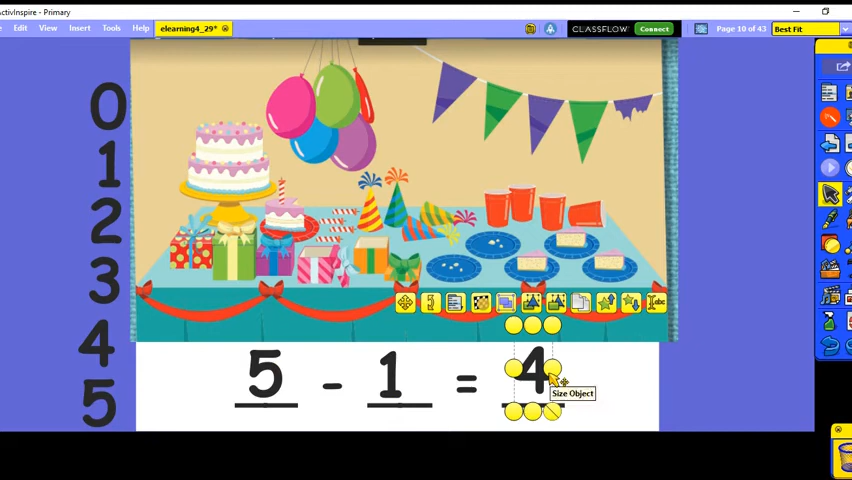 ActivInspire - Primary
Edit View Insert Tools Help elearning4_29* CLASSFLOW Connect Page 10 of 43 Best Fit
0
1
2
3
4
5
5 - 1 = 4
Size Object
abc